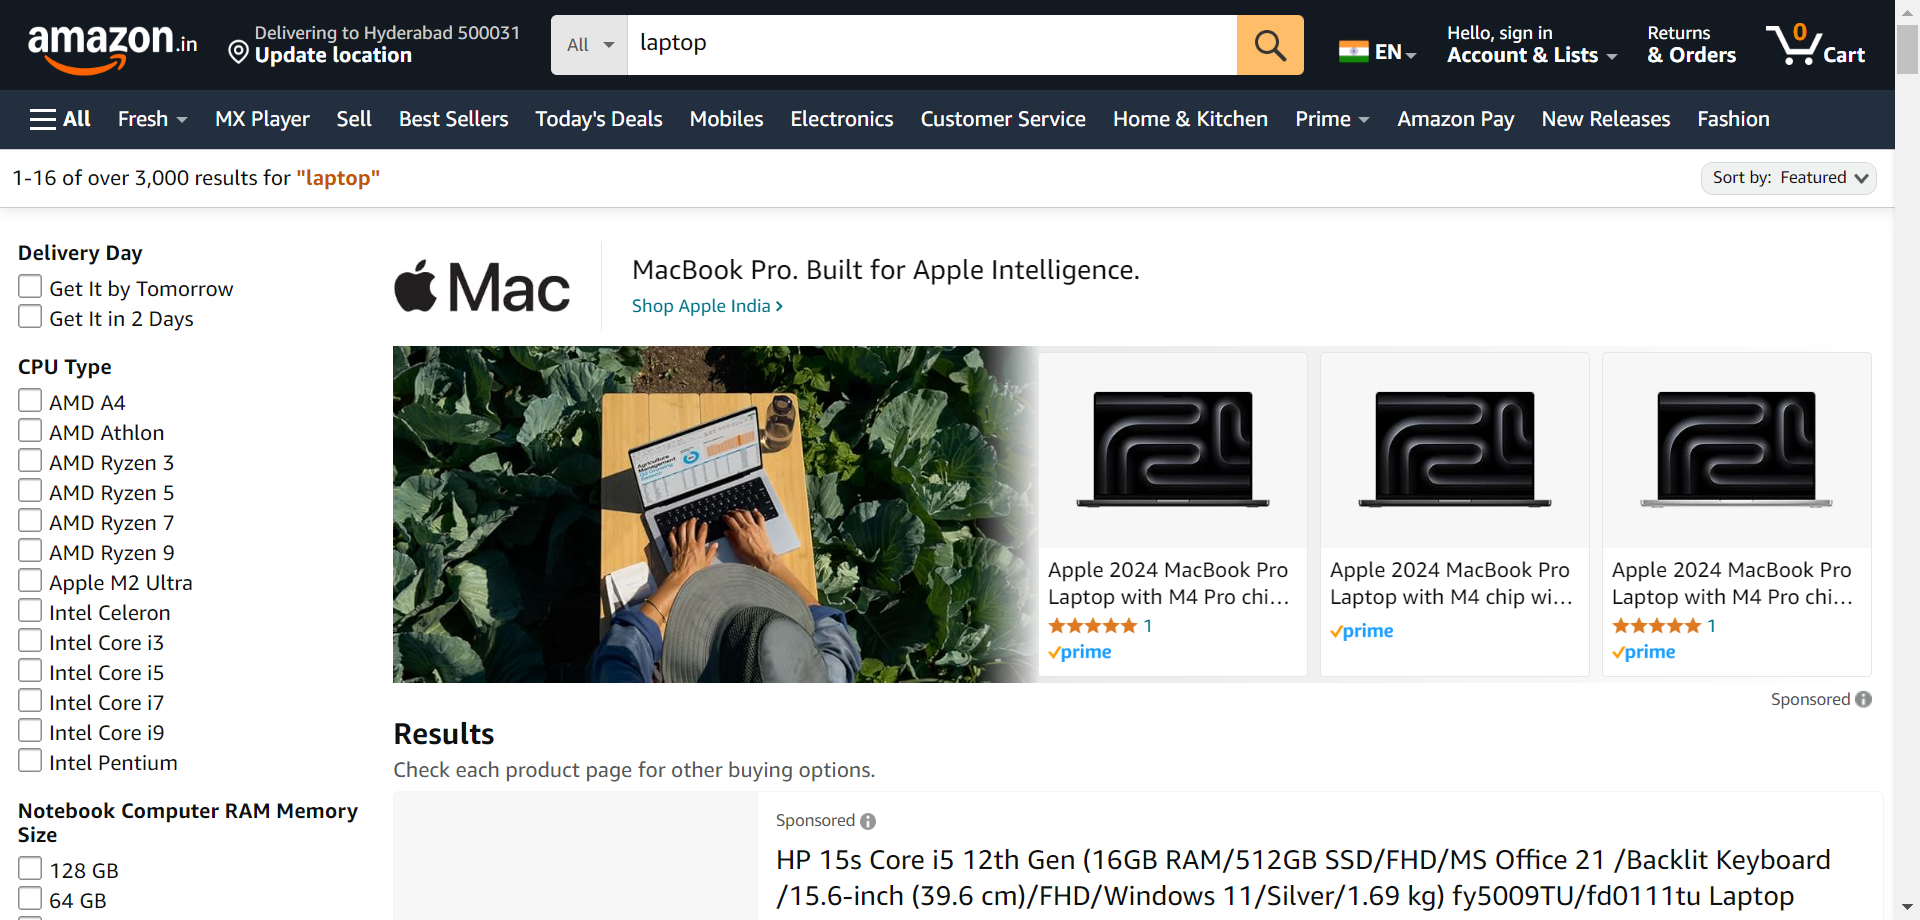 amazon.in
Delivering to Hyderabad 500031
Update location
All
laptop
EN
Hello, sign in
Account & Lists
Returns
& Orders
0
Cart
All
Fresh
MX Player
Sell
Best Sellers
Today's Deals
Mobiles
Electronics
Customer Service
Home & Kitchen
Prime
Amazon Pay
New Releases
Fashion
1-16 of over 3,000 results for "laptop"
Sort by: Featured
Delivery Day
Get It by Tomorrow
Get It in 2 Days
CPU Type
AMD A4
AMD Athlon
AMD Ryzen 3
AMD Ryzen 5
AMD Ryzen 7
AMD Ryzen 9
Apple M2 Ultra
Intel Celeron
Intel Core i3
Intel Core i5
Intel Core i7
Intel Core i9
Intel Pentium
Notebook Computer RAM Memory
Size
128 GB
64 GB
Mac
MacBook Pro. Built for Apple Intelligence.
Shop Apple India ›
Agriculture
Management
Apple 2024 MacBook Pro
Laptop with M4 Pro chi...
1
prime
Apple 2024 MacBook Pro
Laptop with M4 chip wi...
prime
Apple 2024 MacBook Pro
Laptop with M4 Pro chi...
1
prime
Sponsored
Results
Check each product page for other buying options.
Sponsored
HP 15s Core i5 12th Gen (16GB RAM/512GB SSD/FHD/MS Office 21 /Backlit Keyboard
/15.6-inch (39.6 cm)/FHD/Windows 11/Silver/1.69 kg) fy5009TU/fd0111tu Laptop